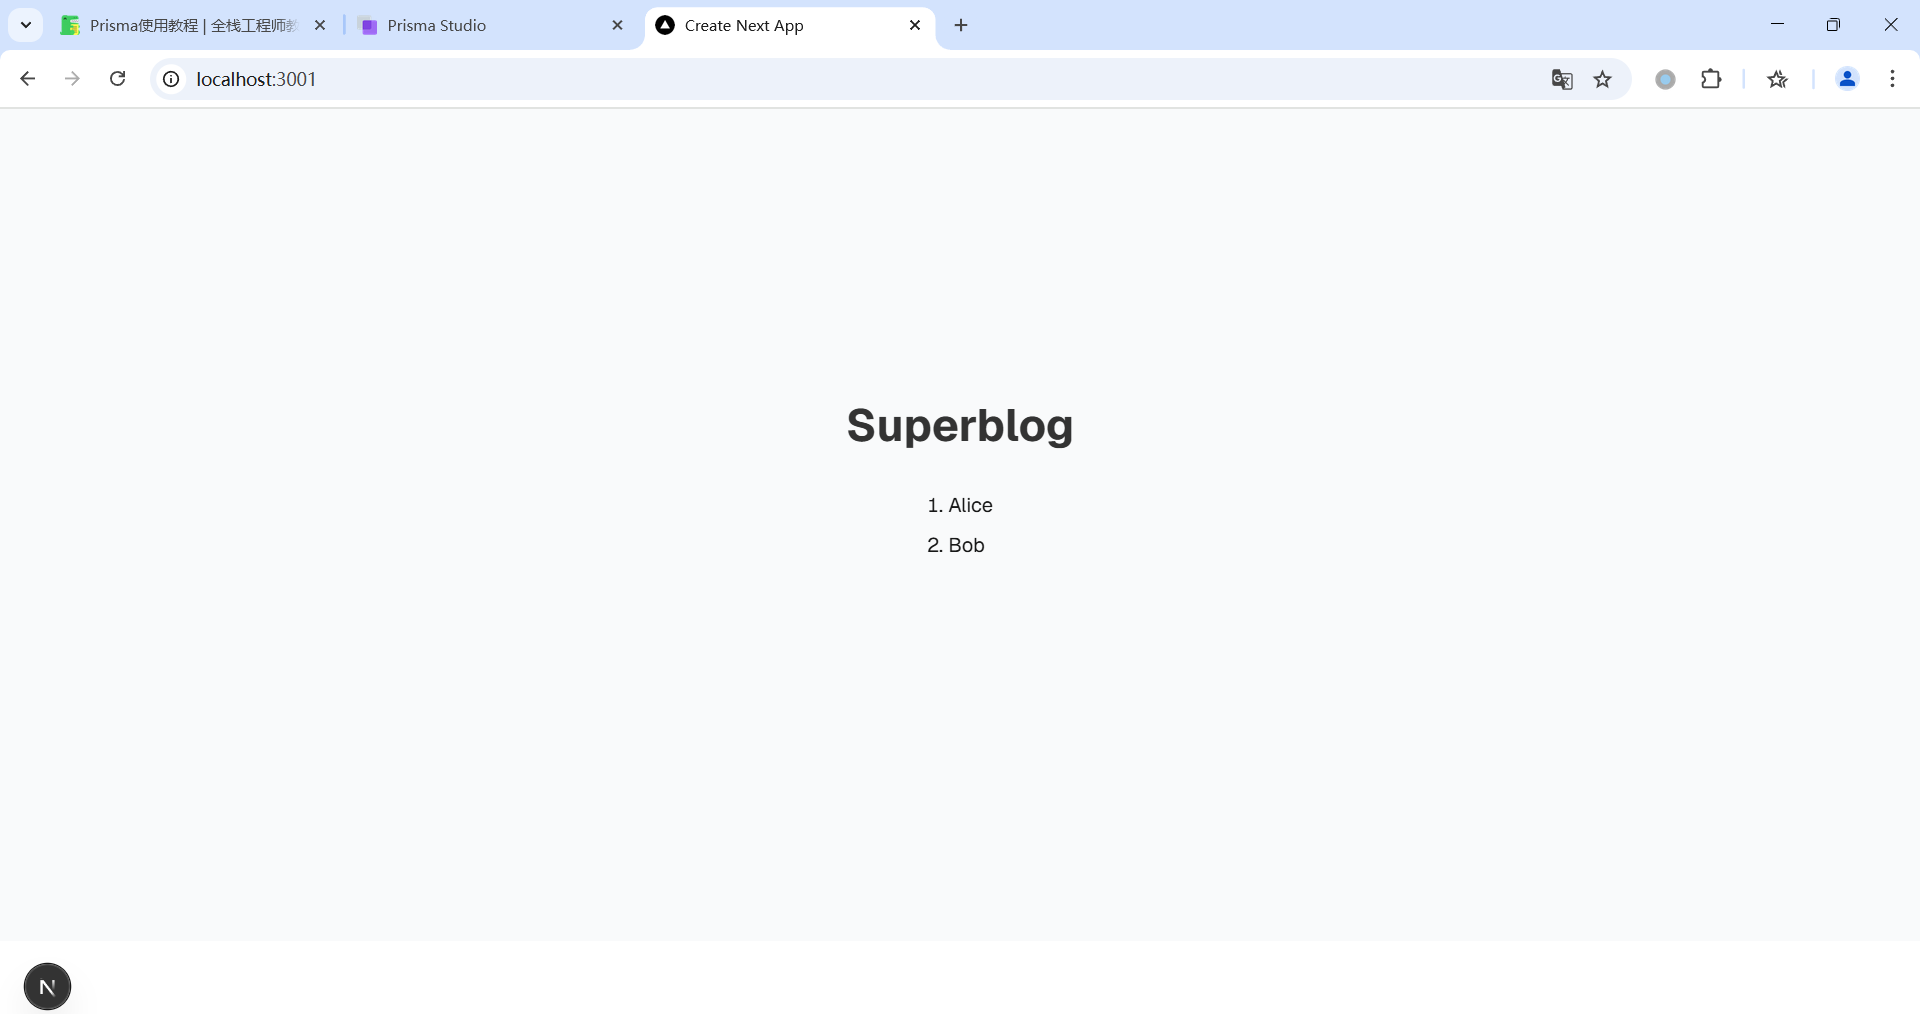 Prisma使用教程 | 全栈工程师教
Prisma Studio
Create Next App
localhost:3001
Superblog
1. Alice
2. Bob
N